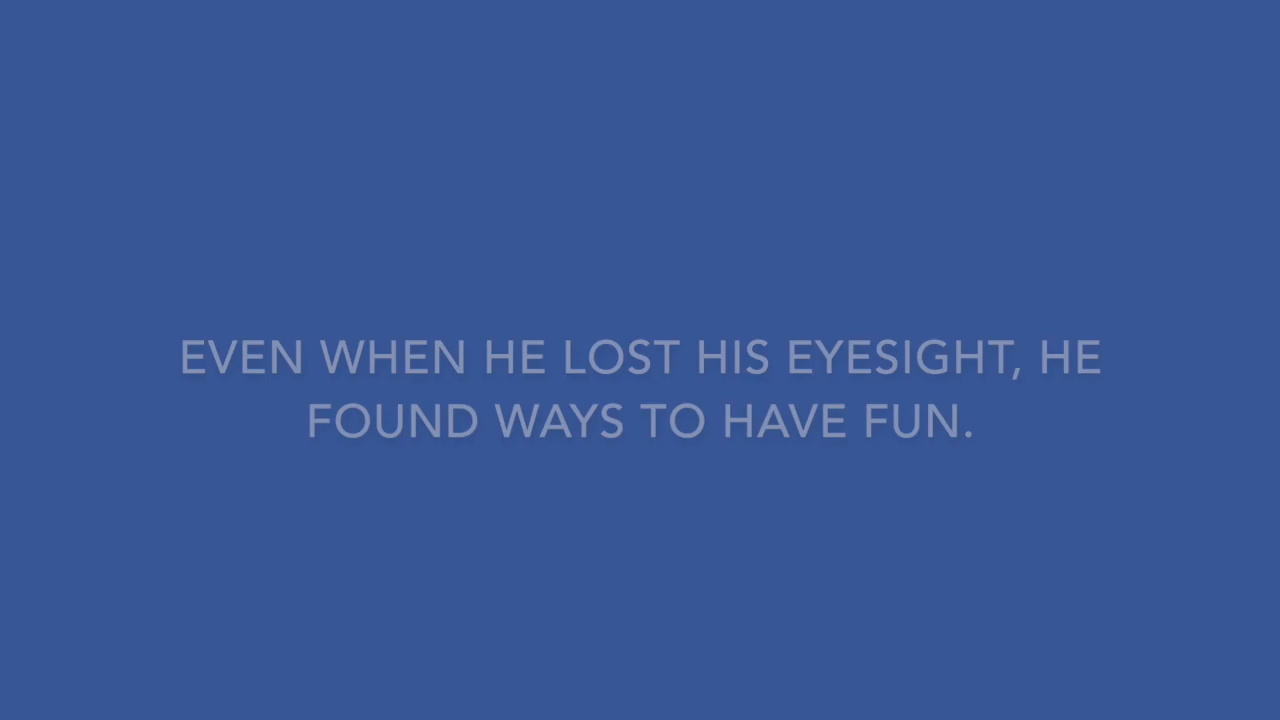 EVEN WHEN HE LOST HIS EYESIGHT, HE
FOUND WAYS TO HAVE FUN.